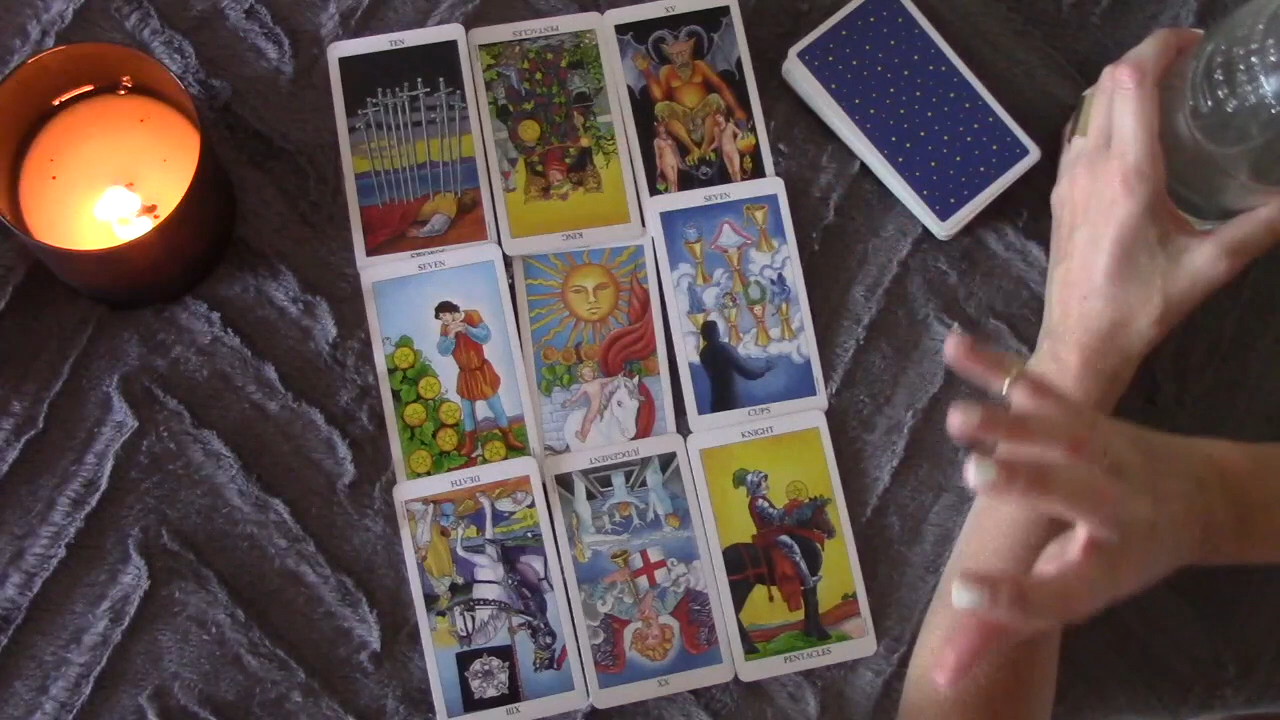 TEN
PENTACLES
XV
KING
SEVEN
SEVEN
CUPS
DEATH
JUDGEMENT
KNIGHT
XIII
XX
PENTACLES